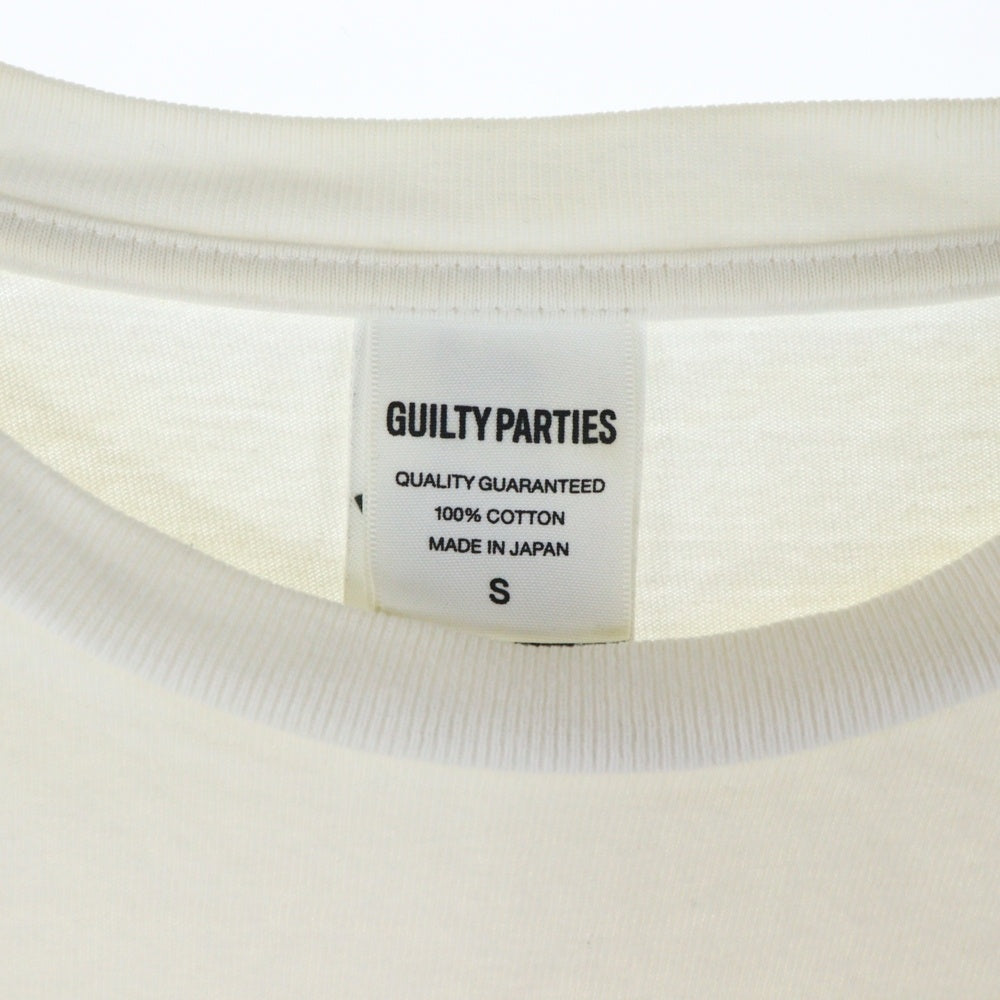 GUILTY PARTIES
QUALITY GUARANTEED
100% COTTON
MADE IN JAPAN
S